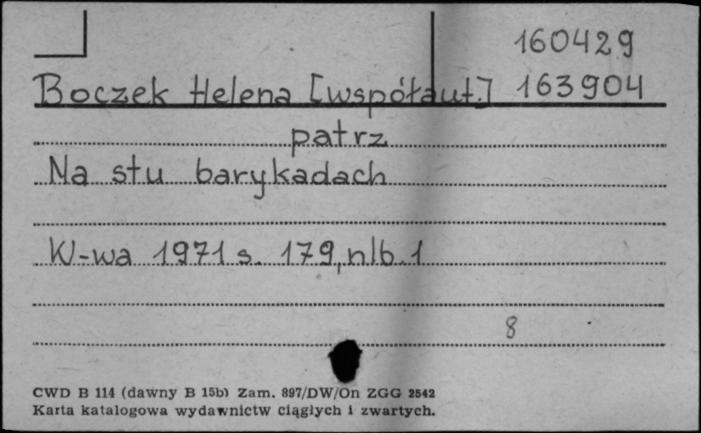 160429
Boczek Helena [współaut.] 163904
patrz
Na stu barykadach
W-wa 1971 s. 179, nlb. 1
8
CWD B 114 (dawny B 15b) Zam. 897/DW/On ZGG 2542
Karta katalogowa wydawnictw ciągłych i zwartych.